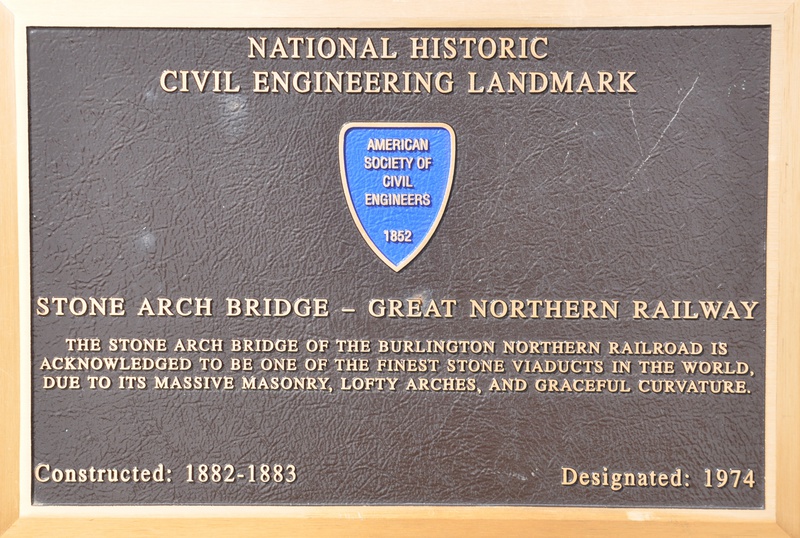 NATIONAL HISTORIC
CIVIL ENGINEERING LANDMARK
AMERICAN
SOCIETY OF
CIVIL
ENGINEERS
1852
STONE ARCH BRIDGE – GREAT NORTHERN RAILWAY
THE STONE ARCH BRIDGE OF THE BURLINGTON NORTHERN RAILROAD IS
ACKNOWLEDGED TO BE ONE OF THE FINEST STONE VIADUCTS IN THE WORLD,
DUE TO ITS MASSIVE MASONRY, LOFTY ARCHES, AND GRACEFUL CURVATURE.
Constructed: 1882-1883
Designated: 1974